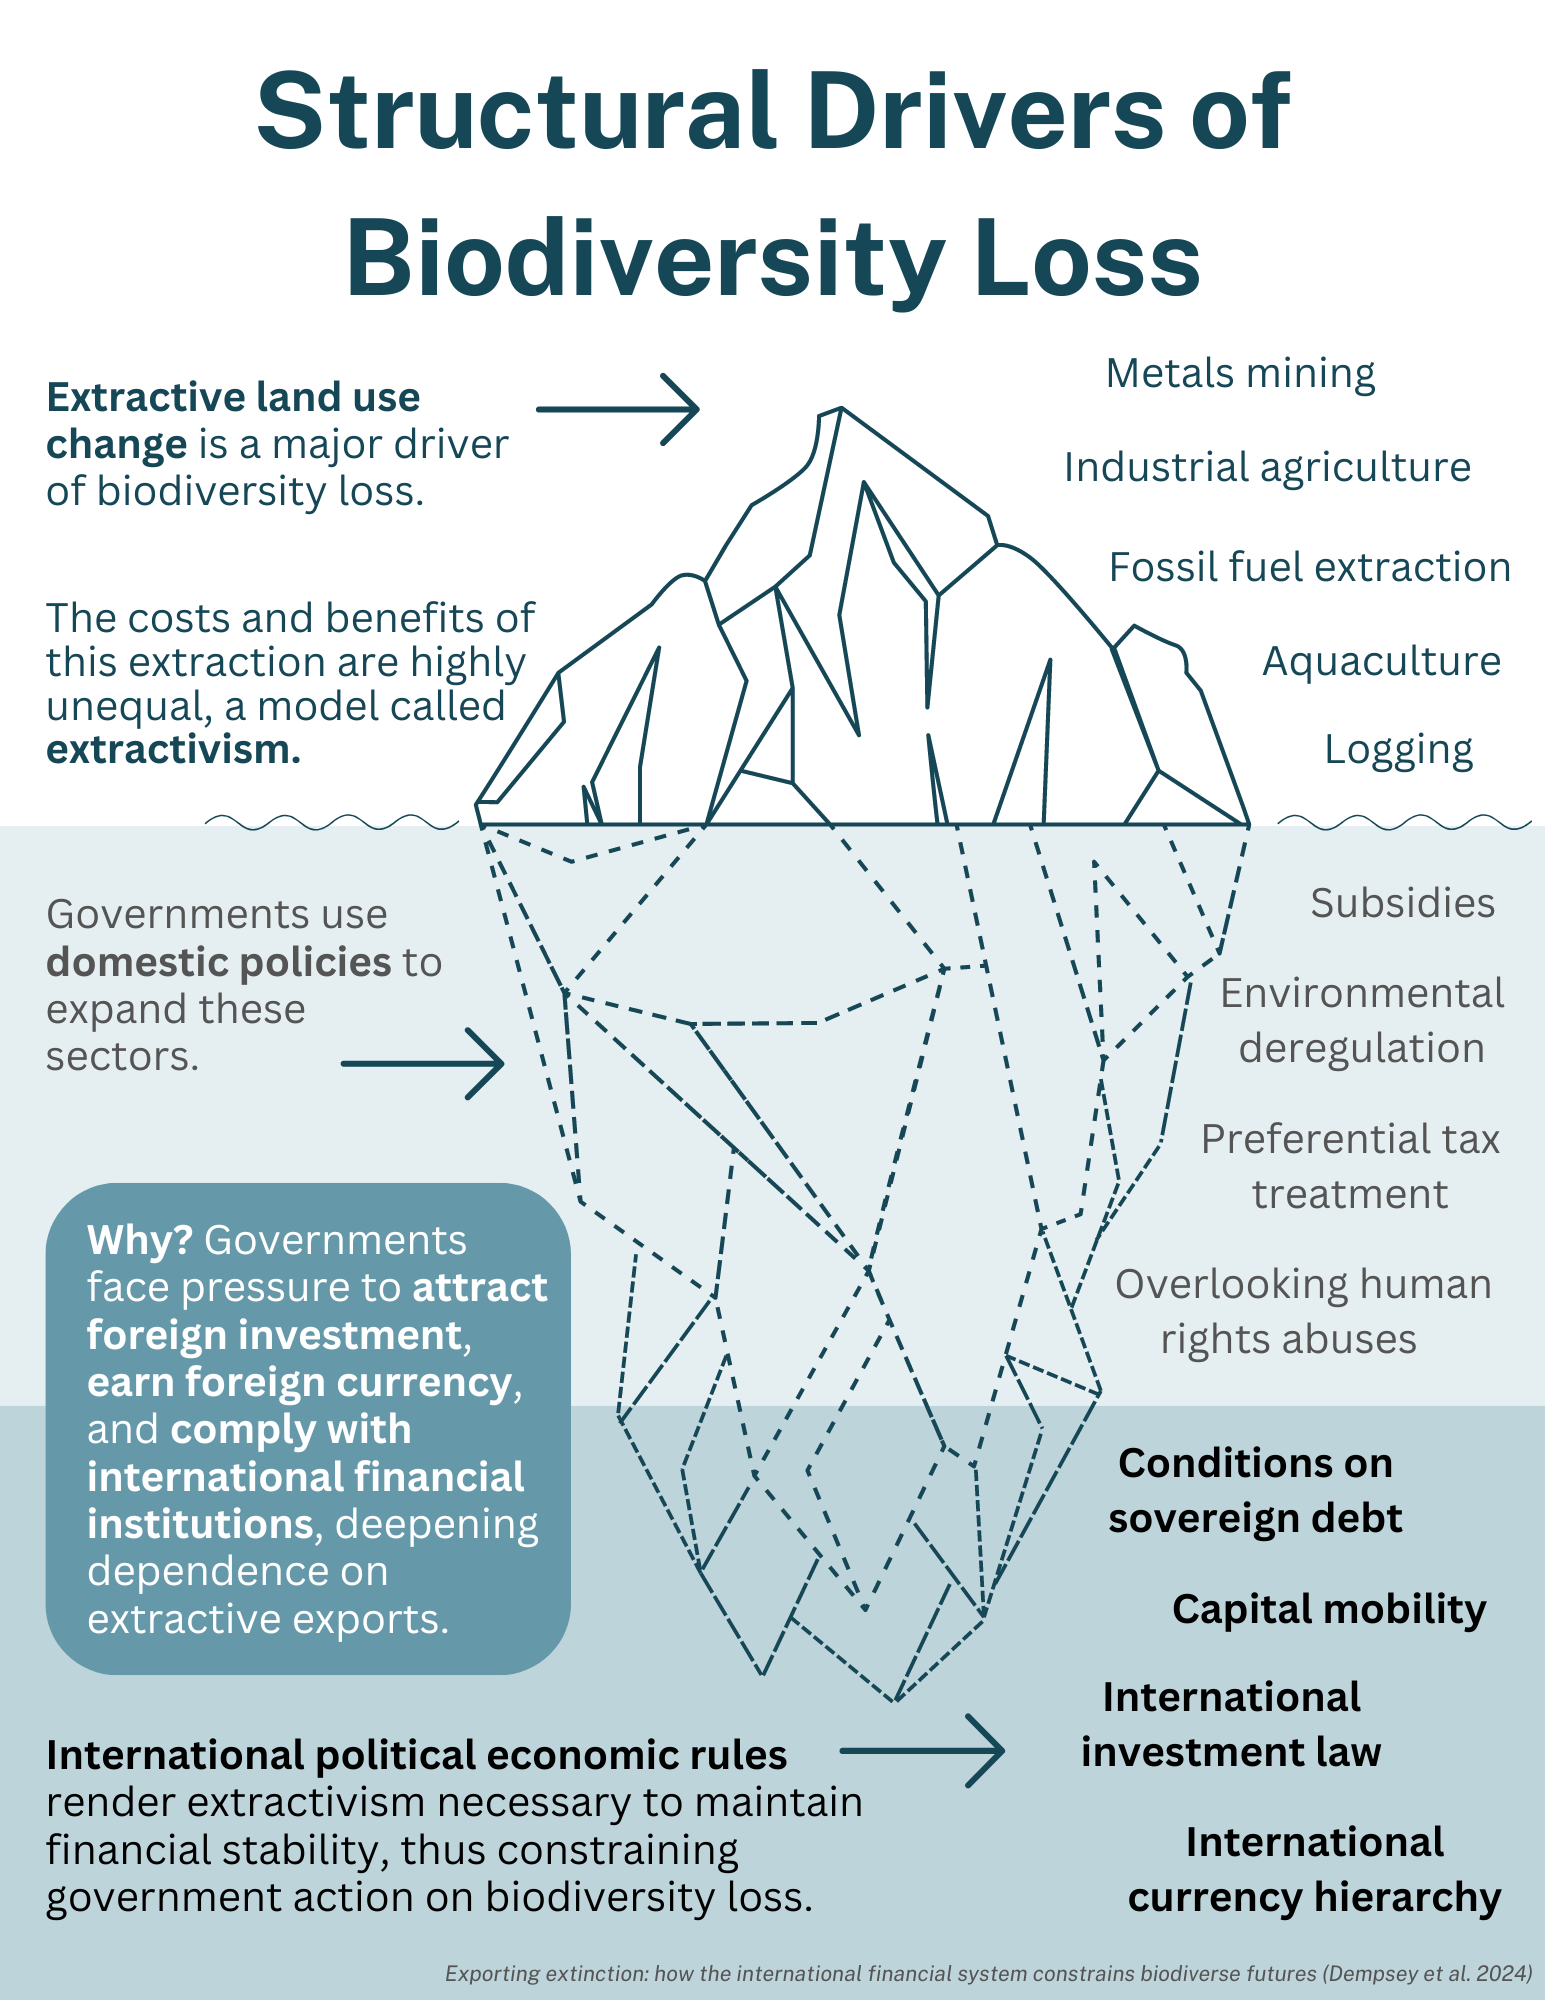 Structural Drivers of
Biodiversity Loss
Extractive land use
change is a major driver
of biodiversity loss.
Metals mining
Industrial agriculture
Fossil fuel extraction
Aquaculture
Logging
The costs and benefits of
this extraction are highly
unequal, a model called
extractivism.
Governments use
domestic policies to
expand these
sectors.
Subsidies
Environmental
deregulation
Preferential tax
treatment
Overlooking human
rights abuses
Why? Governments
face pressure to attract
foreign investment,
earn foreign currency,
and comply with
international financial
institutions, deepening
dependence on
extractive exports.
International political economic rules
render extractivism necessary to maintain
financial stability, thus constraining
government action on biodiversity loss.
Conditions on
sovereign debt
Capital mobility
International
investment law
International
currency hierarchy
Exporting extinction: how the international financial system constrains biodiverse futures (Dempsey et al. 2024)